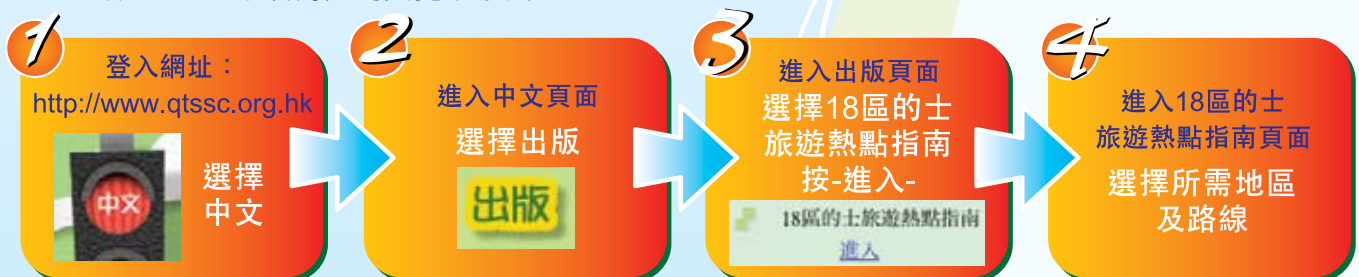 1
登入網址：
http://www.qtssc.org.hk
中文
選擇
中文
2
進入中文頁面
選擇出版
出版
3
進入出版頁面
選擇18區的士
旅遊熱點指南
按-進入-
18區的士旅遊熱點指南
進入
4
進入18區的士
旅遊熱點指南頁面
選擇所需地區
及路線